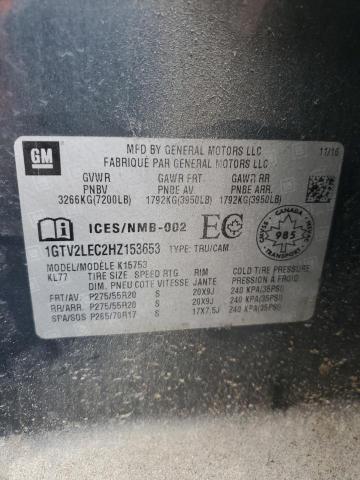 GM
MFD BY GENERAL MOTORS LLC 11/16
FABRIQUÉ PAR GENERAL MOTORS LLC
GVWR GAWR FRT GAWR RR
PNBV PNBE AV PNBE ARR.
3266KG(7200LB) 1792KG(3950LB) 1792KG(3950LB)
ICES/NMB-002 EC
CANADA
CMVSS 985 NSVAC
1GTV2LEC2HZ153653 TYPE: TRU/CAM
MODEL/MODÈLE K15753
KL77 TIRE SIZE SPEED RTG RIM COLD TIRE PRESSURE
DIM. PNEU COTE VITESSE JANTE PRESSION À FROID
FRT/AV. P275/55R20 S 20X9J 240 KPA(35PSI)
RR/ARR. P275/55R20 S 20X9J 240 KPA(35PSI)
SPA/SOS P265/70R17 S 17X7.5J 240 KPA(35PSI)